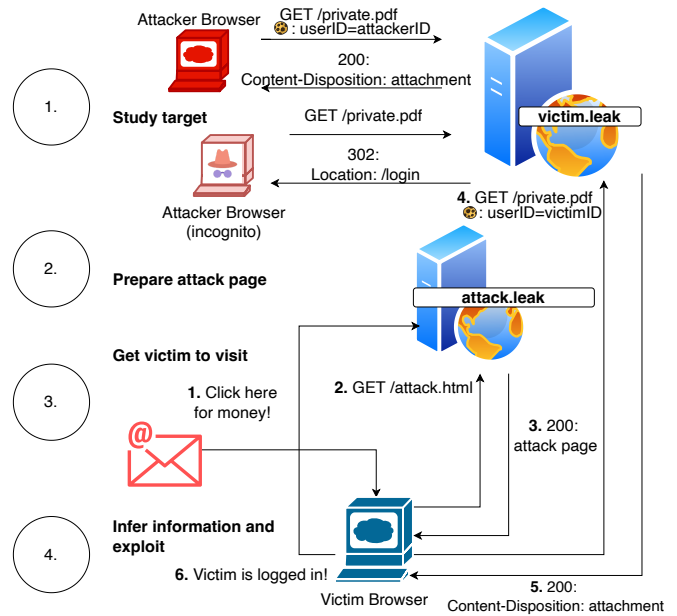 Attacker Browser
GET /private.pdf
: userID=attackerID
200:
Content-Disposition: attachment
1.
Study target
GET /private.pdf
victim.leak
302:
Location: /login
Attacker Browser
(incognito)
4. GET /private.pdf
: userID=victimID
2.
Prepare attack page
attack.leak
Get victim to visit
3.
1. Click here
for money!
2. GET /attack.html
3. 200:
attack page
@
Infer information and
exploit
4.
6. Victim is logged in!
Victim Browser
5. 200:
Content-Disposition: attachment